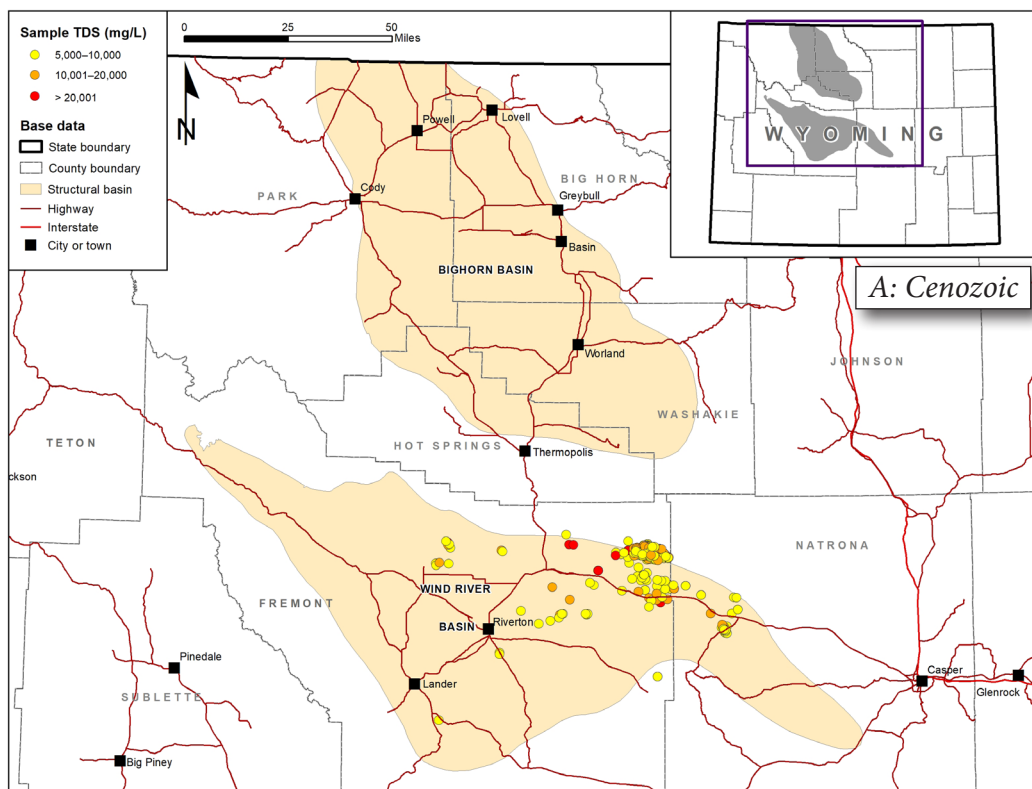 Sample TDS (mg/L)
5,000–10,000
10,001–20,000
> 20,001
Base data
State boundary
County boundary
Structural basin
Highway
Interstate
City or town
0 25 50
Miles
N
WYOMING
A: Cenozoic
Powell
Lovell
BIG HORN
PARK
Cody
Greybull
Basin
BIGHORN BASIN
Worland
JOHNSON
WASHAKIE
TETON
HOT SPRINGS
Thermopolis
ckson
NATRONA
WIND RIVER
FREMONT
BASIN
Riverton
Pinedale
Lander
Casper
SUBLETTE
Glenrock
Big Piney